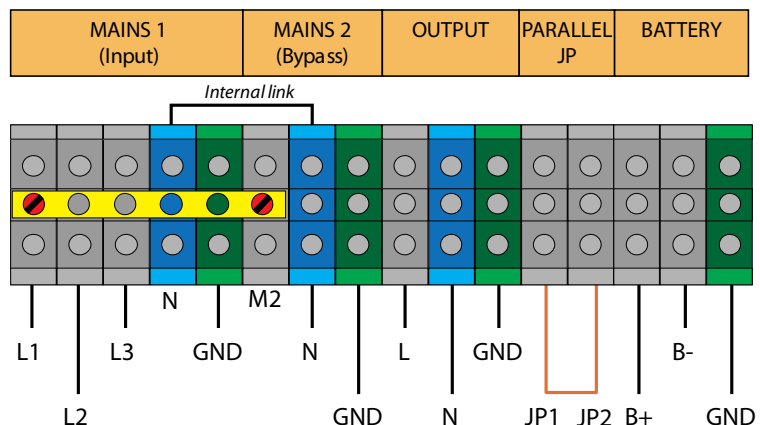 MAINS 1
(Input)
MAINS 2
(Bypass)
OUTPUT
PARALLEL
JP
BATTERY
Internal link
N
M2
L1
L3
GND
N
L
GND
B-
L2
GND
N
JP1
JP2
B+
GND